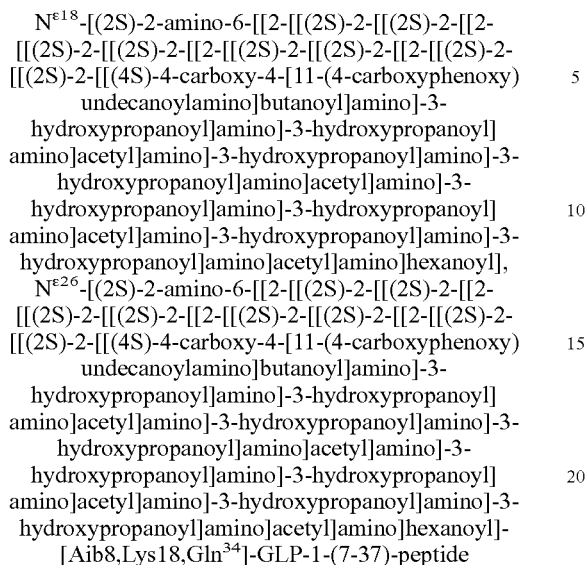 N^ε18-[(2S)-2-amino-6-[[2-[[(2S)-2-[[(2S)-2-[[2-
[[(2S)-2-[[(2S)-2-[[2-[[(2S)-2-[[(2S)-2-[[2-[[(2S)-2-
[[(2S)-2-[[(4S)-4-carboxy-4-[11-(4-carboxyphenoxy) 5
undecanoylamino]butanoyl]amino]-3-
hydroxypropanoyl]amino]-3-hydroxypropanoyl]
amino]acetyl]amino]-3-hydroxypropanoyl]amino]-3-
hydroxypropanoyl]amino]acetyl]amino]-3-
hydroxypropanoyl]amino]-3-hydroxypropanoyl] 10
amino]acetyl]amino]-3-hydroxypropanoyl]amino]-3-
hydroxypropanoyl]amino]acetyl]amino]hexanoyl],
N^ε26-[(2S)-2-amino-6-[[2-[[(2S)-2-[[(2S)-2-[[2-
[[(2S)-2-[[(2S)-2-[[2-[[(2S)-2-[[(2S)-2-[[2-[[(2S)-2-
[[(2S)-2-[[(4S)-4-carboxy-4-[11-(4-carboxyphenoxy) 15
undecanoylamino]butanoyl]amino]-3-
hydroxypropanoyl]amino]-3-hydroxypropanoyl]
amino]acetyl]amino]-3-hydroxypropanoyl]amino]-3-
hydroxypropanoyl]amino]acetyl]amino]-3-
hydroxypropanoyl]amino]-3-hydroxypropanoyl] 20
amino]acetyl]amino]-3-hydroxypropanoyl]amino]-3-
hydroxypropanoyl]amino]acetyl]amino]hexanoyl]-
[Aib8,Lys18,Gln^34]-GLP-1-(7-37)-peptide